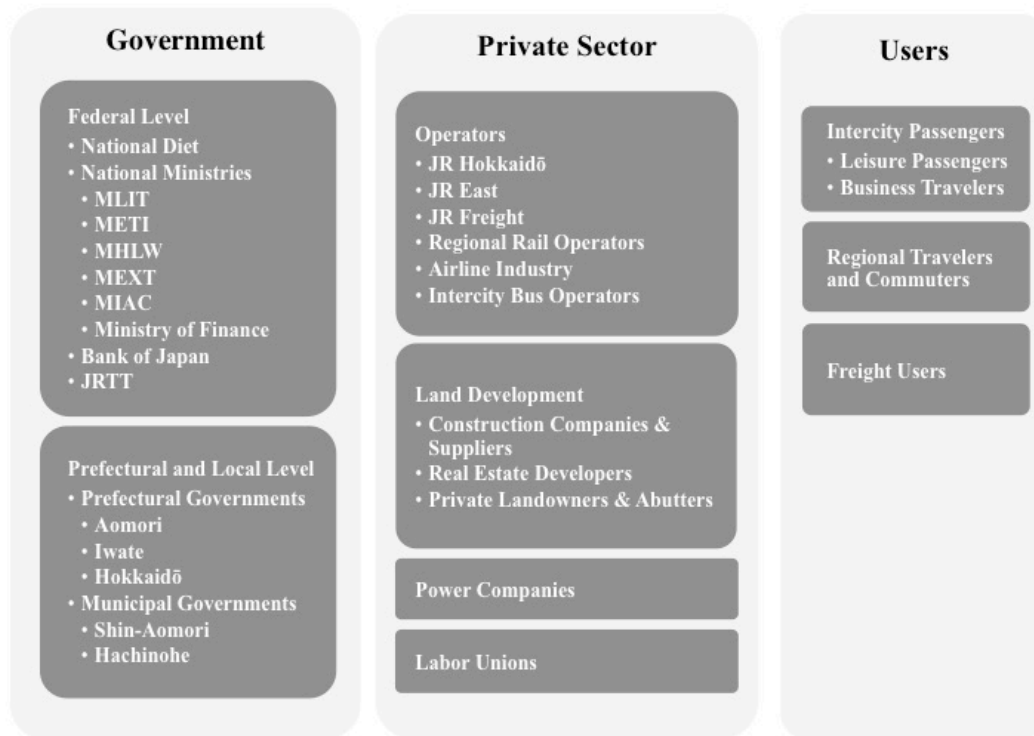 Government
Federal Level
• National Diet
• National Ministries
• MLIT
• METI
• MHLW
• MEXT
• MIAC
• Ministry of Finance
• Bank of Japan
• JRTT
Prefectural and Local Level
• Prefectural Governments
• Aomori
• Iwate
• Hokkaidō
• Municipal Governments
• Shin-Aomori
• Hachinohe
Private Sector
Operators
• JR Hokkaidō
• JR East
• JR Freight
• Regional Rail Operators
• Airline Industry
• Intercity Bus Operators
Land Development
• Construction Companies &
Suppliers
• Real Estate Developers
• Private Landowners & Abutters
Power Companies
Labor Unions
Users
Intercity Passengers
• Leisure Passengers
• Business Travelers
Regional Travelers
and Commuters
Freight Users